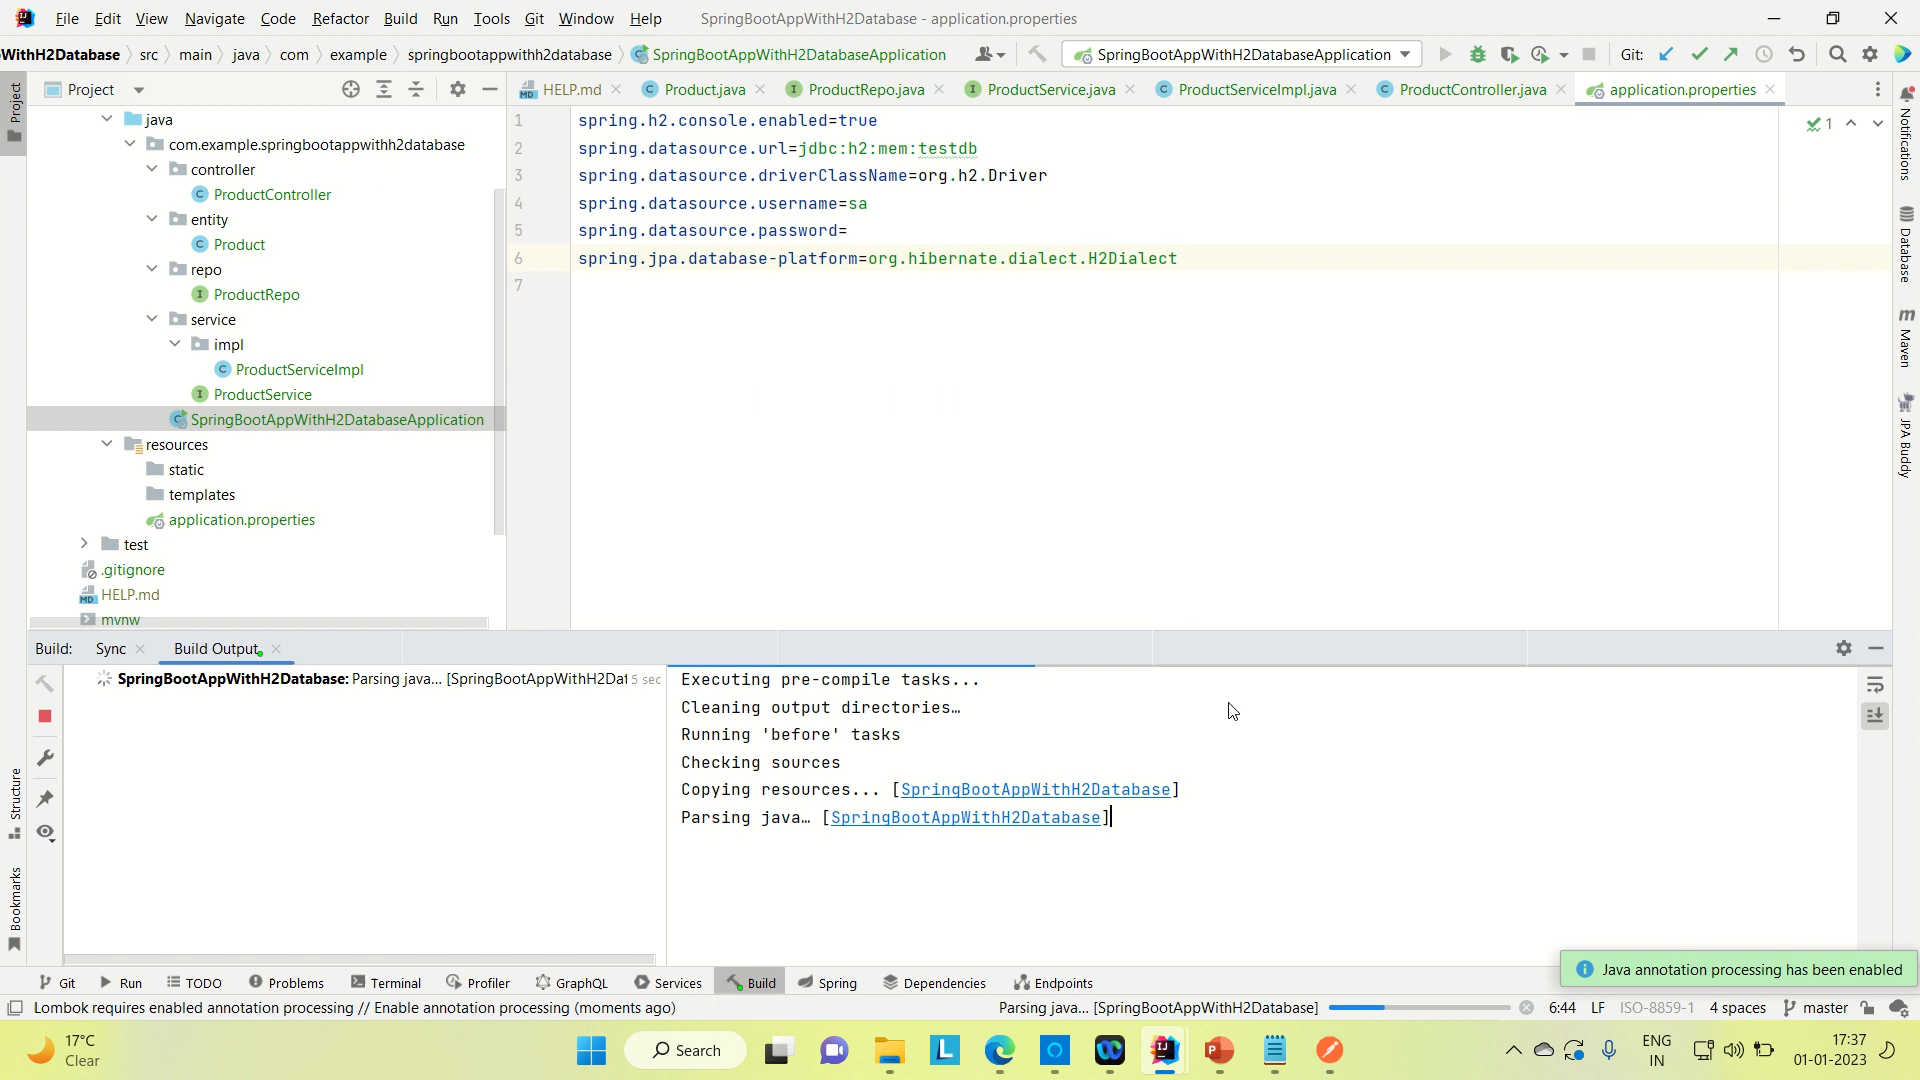 File Edit View Navigate Code Refactor Build Run Tools Git Window Help SpringBootAppWithH2Database - application.properties
WithH2Database src main java com example springbootappwithh2database SpringBootAppWithH2DatabaseApplication SpringBootAppWithH2DatabaseApplication Git:
Project
HELP.md Product.java ProductRepo.java ProductService.java ProductServiceImpl.java ProductController.java application.properties
Project
java
com.example.springbootappwithh2database
controller
ProductController
entity
Product
repo
ProductRepo
service
impl
ProductServiceImpl
ProductService
SpringBootAppWithH2DatabaseApplication
resources
static
templates
application.properties
test
.gitignore
HELP.md
mvnw
1 spring.h2.console.enabled=true
2 spring.datasource.url=jdbc:h2:mem:testdb
3 spring.datasource.driverClassName=org.h2.Driver
4 spring.datasource.username=sa
5 spring.datasource.password=
6 spring.jpa.database-platform=org.hibernate.dialect.H2Dialect
7
1
Notifications
Database
Maven
JPA Buddy
Structure
Bookmarks
Build: Sync Build Output
SpringBootAppWithH2Database: Parsing java... [SpringBootAppWithH2Dat 5 sec
Executing pre-compile tasks...
Cleaning output directories…
Running 'before' tasks
Checking sources
Copying resources... [SpringBootAppWithH2Database]
Parsing java… [SpringBootAppWithH2Database]
Java annotation processing has been enabled
Git Run TODO Problems Terminal Profiler GraphQL Services Build Spring Dependencies Endpoints
Lombok requires enabled annotation processing // Enable annotation processing (moments ago) Parsing java... [SpringBootAppWithH2Database] 6:44 LF ISO-8859-1 4 spaces master
17°C
Clear
Search
ENG
IN
17:37
01-01-2023